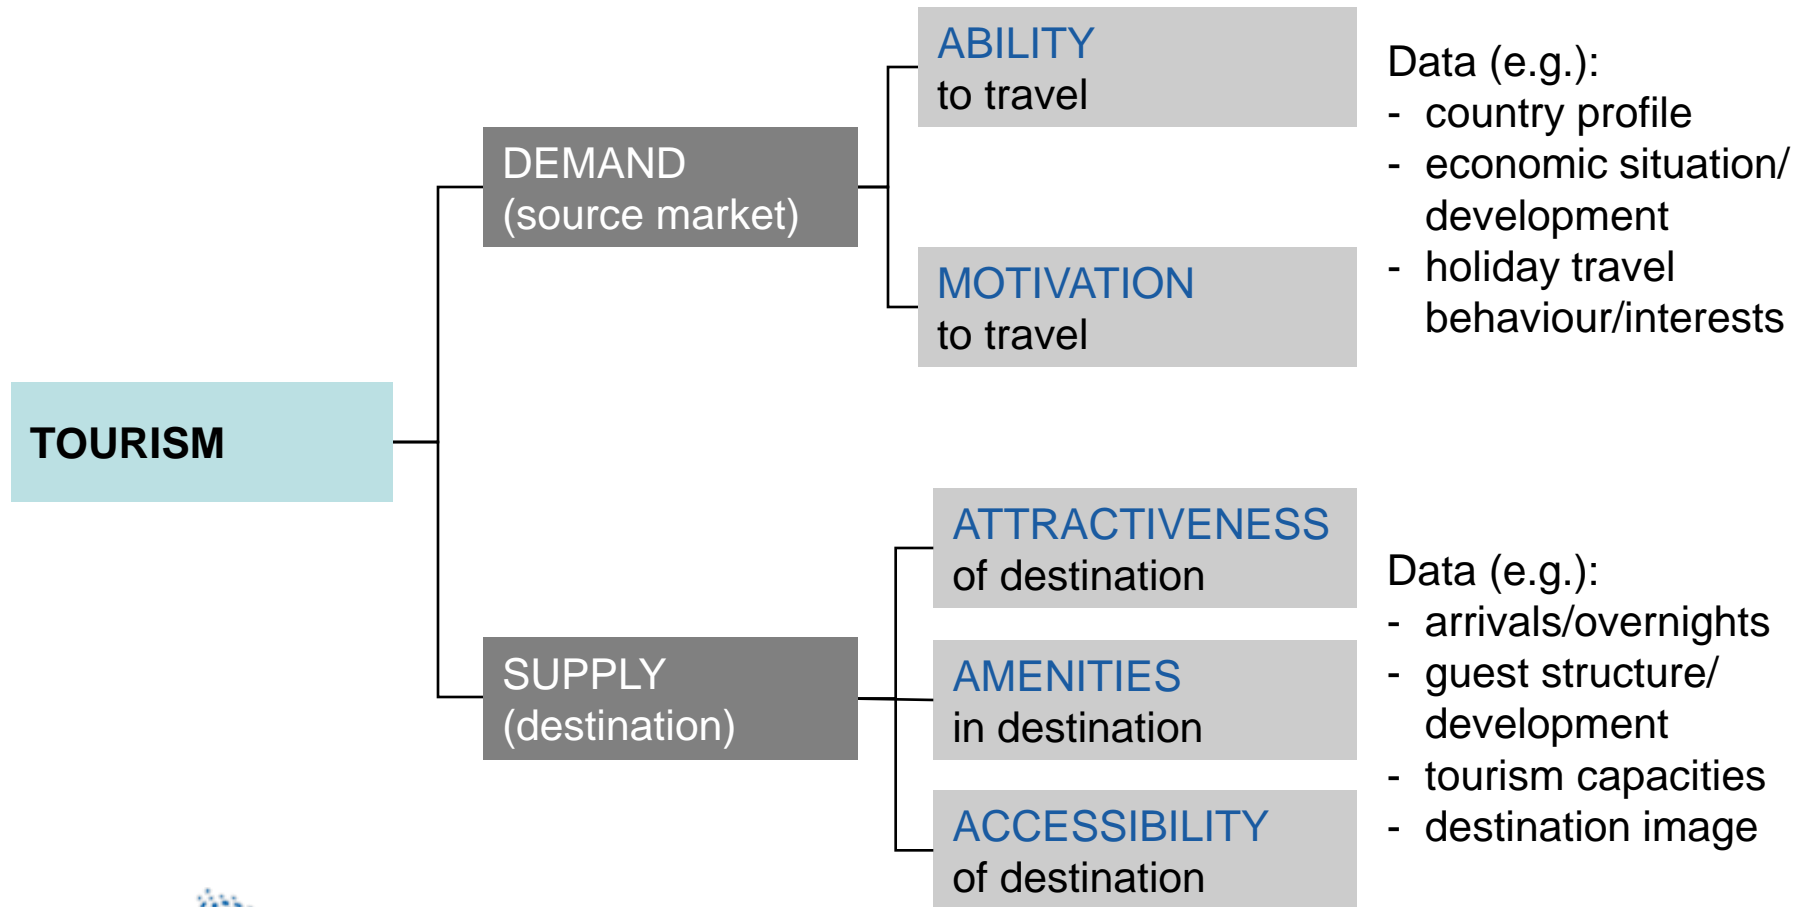 TOURISM
DEMAND
(source market)
ABILITY
to travel
MOTIVATION
to travel
Data (e.g.):
- country profile
- economic situation/
development
- holiday travel
behaviour/interests
SUPPLY
(destination)
ATTRACTIVENESS
of destination
AMENITIES
in destination
ACCESSIBILITY
of destination
Data (e.g.):
- arrivals/overnights
- guest structure/
development
- tourism capacities
- destination image